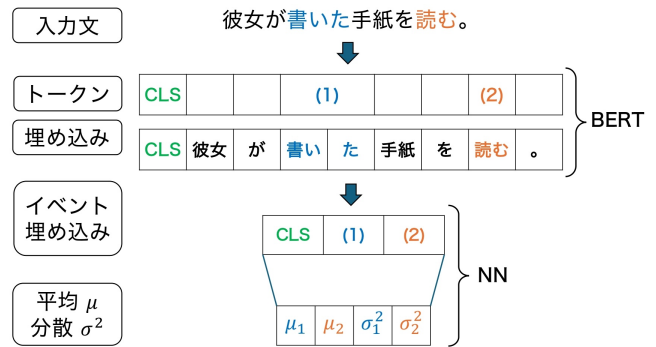 入力文
彼女が書いた手紙を読む。
トークン
CLS (1) (2)
BERT
埋め込み
CLS 彼女 が 書い た 手紙 を 読む 。
イベント
埋め込み
CLS (1) (2)
NN
平均 μ
分散 σ²
μ₁ μ₂ σ₁² σ₂²